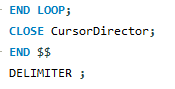 END LOOP;
CLOSE CursorDirector;
END $$
DELIMITER ;